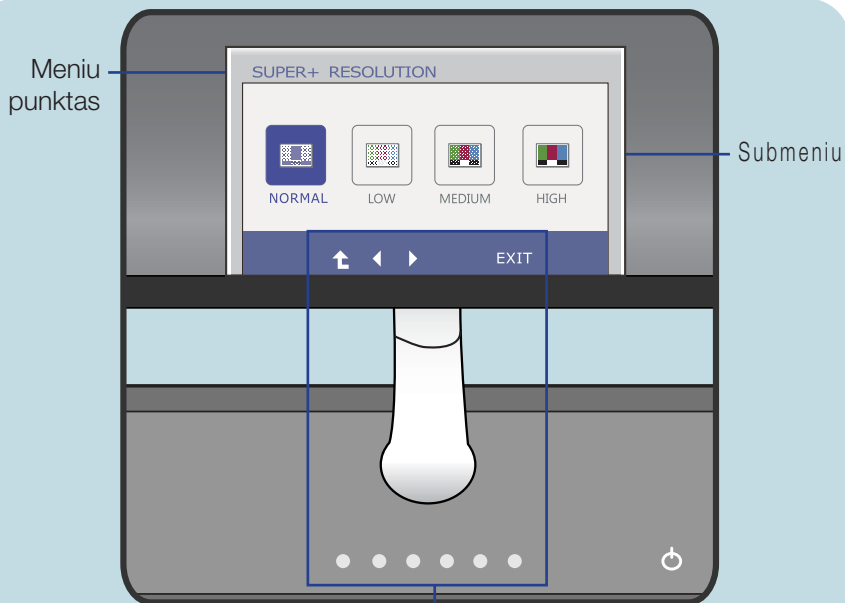 Meniu
punktas
SUPER+ RESOLUTION
Submeniu
NORMAL LOW MEDIUM HIGH
EXIT